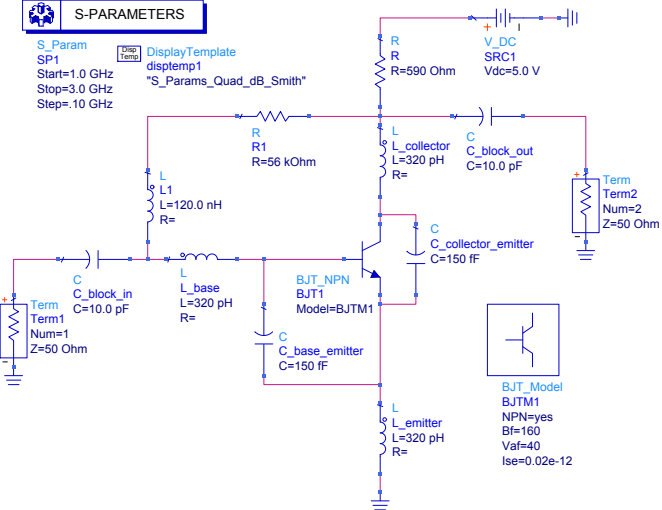 S-PARAMETERS
S_Param
SP1
Start=1.0 GHz
Stop=3.0 GHz
Step=.10 GHz
Disp
Temp
DisplayTemplate
disptemp1
"S_Params_Quad_dB_Smith"
R
R
R=590 Ohm
+
V_DC
SRC1
Vdc=5.0 V
R
R1
R=56 kOhm
L
L_collector
L=320 pH
R=
C
C_block_out
C=10.0 pF
L
L1
L=120.0 nH
R=
+
Term
Term2
Num=2
Z=50 Ohm
-
C
C_collector_emitter
C=150 fF
C
C_block_in
C=10.0 pF
L
L_base
L=320 pH
R=
BJT_NPN
BJT1
Model=BJTM1
+
Term
Term1
Num=1
Z=50 Ohm
-
C
C_base_emitter
C=150 fF
L
L_emitter
L=320 pH
R=
BJT_Model
BJTM1
NPN=yes
Bf=160
Vaf=40
Ise=0.02e-12